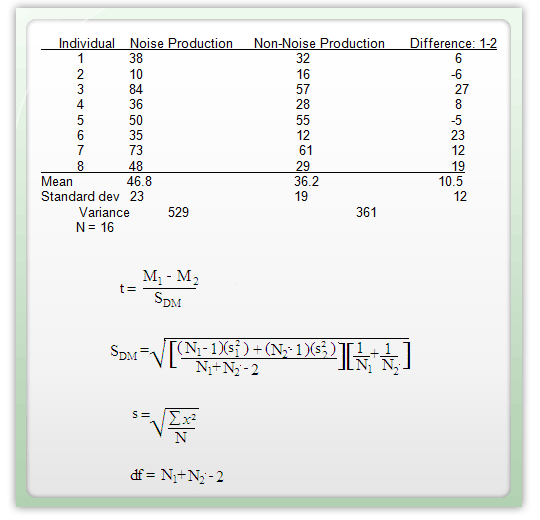 Individual Noise Production Non-Noise Production Difference: 1-2
1 38 32 6
2 10 16 -6
3 84 57 27
4 36 28 8
5 50 55 -5
6 35 12 23
7 73 61 12
8 48 29 19
Mean 46.8 36.2 10.5
Standard dev 23 19 12
Variance 529 361
N = 16
t = (M₁ - M₂) / S_DM
S_DM = √[((N₁-1)(s₁²) + (N₂-1)(s₂²)) / (N₁+N₂-2)][1/N₁ + 1/N₂]
s = √(Σx² / N)
df = N₁+N₂-2